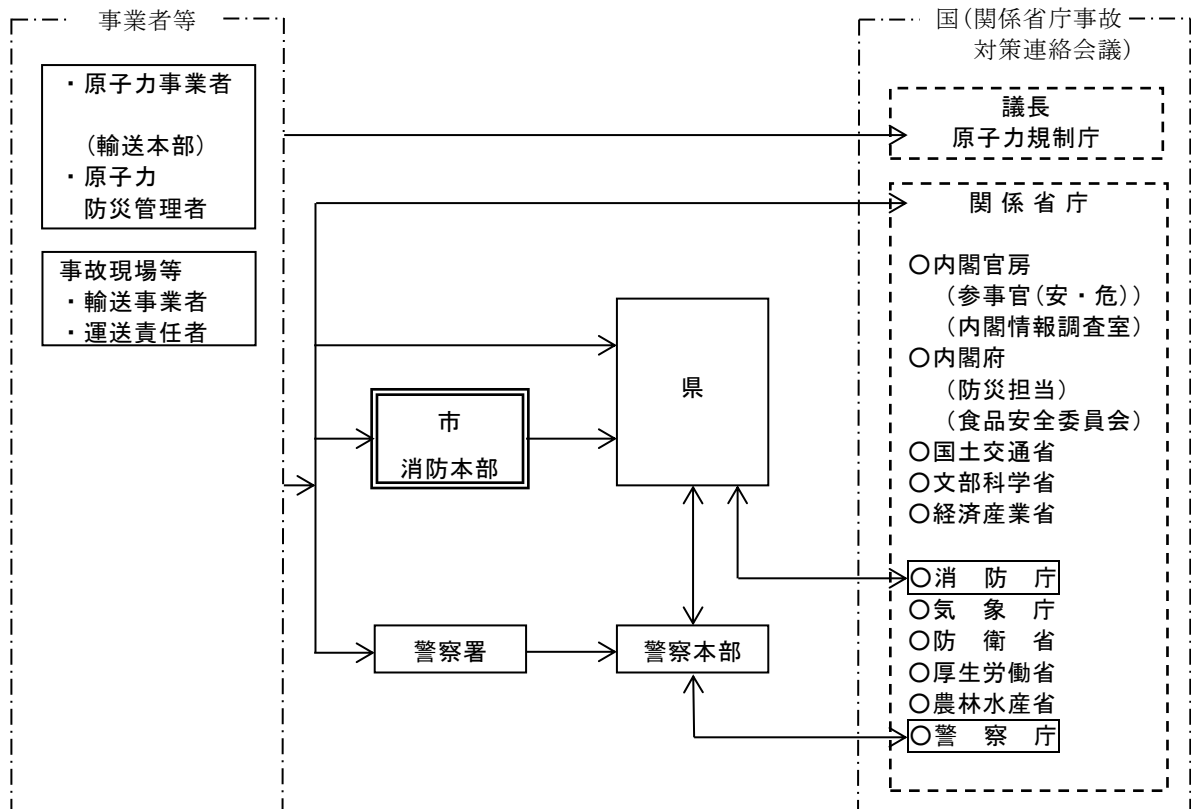 事業者等
・原子力事業者
（輸送本部）
・原子力
防災管理者
事故現場等
・輸送事業者
・運送責任者
市
消防本部
県
警察署
警察本部
国（関係省庁事故
対策連絡会議）
議長
原子力規制庁
関係省庁
○内閣官房
（参事官（安・危））
（内閣情報調査室）
○内閣府
（防災担当）
（食品安全委員会）
○国土交通省
○文部科学省
○経済産業省
○消防庁
○気象庁
○防衛省
○厚生労働省
○農林水産省
○警察庁